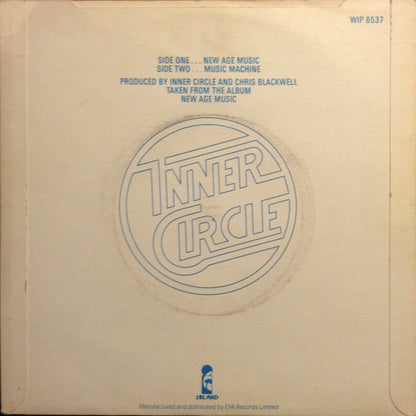 WIP 6537
SIDE ONE . . . NEW AGE MUSIC
SIDE TWO . . . MUSIC MACHINE
PRODUCED BY INNER CIRCLE AND CHRIS BLACKWELL
TAKEN FROM THE ALBUM
NEW AGE MUSIC
INNER
CIRCLE
ISLAND
Manufactured and distributed by EMI Records Limited